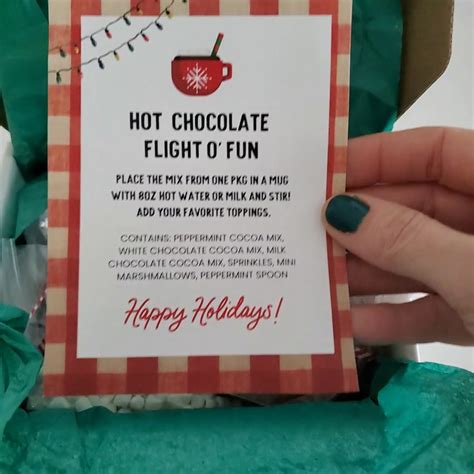 HOT CHOCOLATE
FLIGHT O' FUN
PLACE THE MIX FROM ONE PKG IN A MUG
WITH 8OZ HOT WATER OR MILK AND STIR!
ADD YOUR FAVORITE TOPPINGS.
CONTAINS: PEPPERMINT COCOA MIX,
WHITE CHOCOLATE COCOA MIX, MILK
CHOCOLATE COCOA MIX, SPRINKLES, MINI
MARSHMALLOWS, PEPPERMINT SPOON
Happy Holidays!